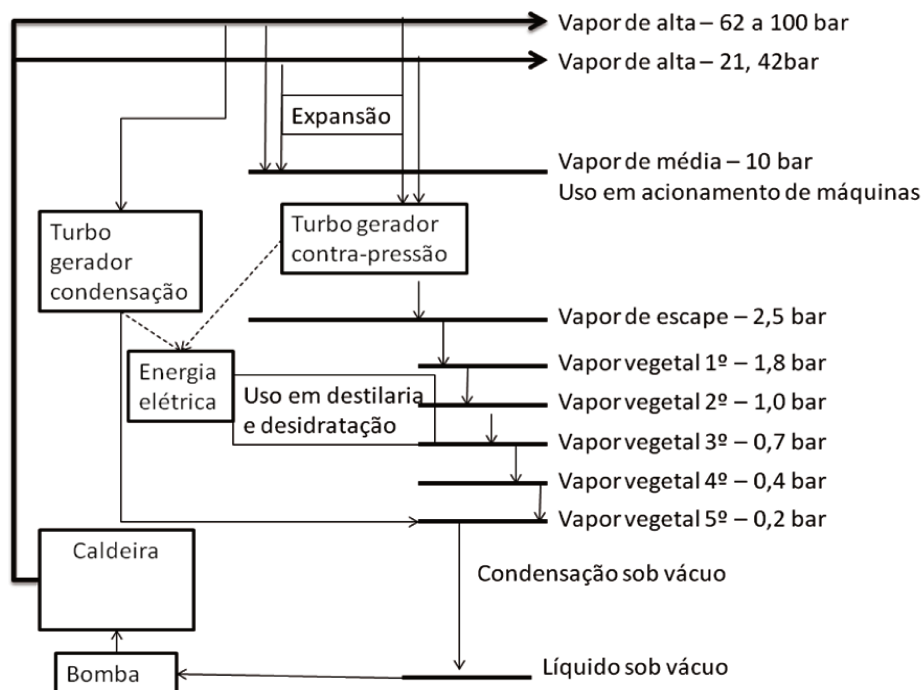 Vapor de alta – 62 a 100 bar
Vapor de alta – 21, 42bar
Expansão
Vapor de média – 10 bar
Uso em acionamento de máquinas
Turbo
gerador
condensação
Turbo gerador
contra-pressão
Vapor de escape – 2,5 bar
Energia
elétrica
Uso em destilaria
e desidratação
Vapor vegetal 1º – 1,8 bar
Vapor vegetal 2º – 1,0 bar
Vapor vegetal 3º – 0,7 bar
Vapor vegetal 4º – 0,4 bar
Vapor vegetal 5º – 0,2 bar
Caldeira
Condensação sob vácuo
Líquido sob vácuo
Bomba